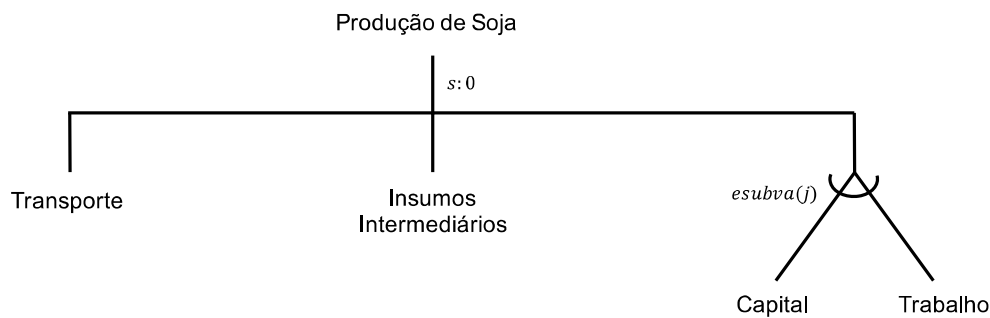 Produção de Soja
s: 0
Transporte
Insumos
Intermediários
esubva(j)
Capital
Trabalho